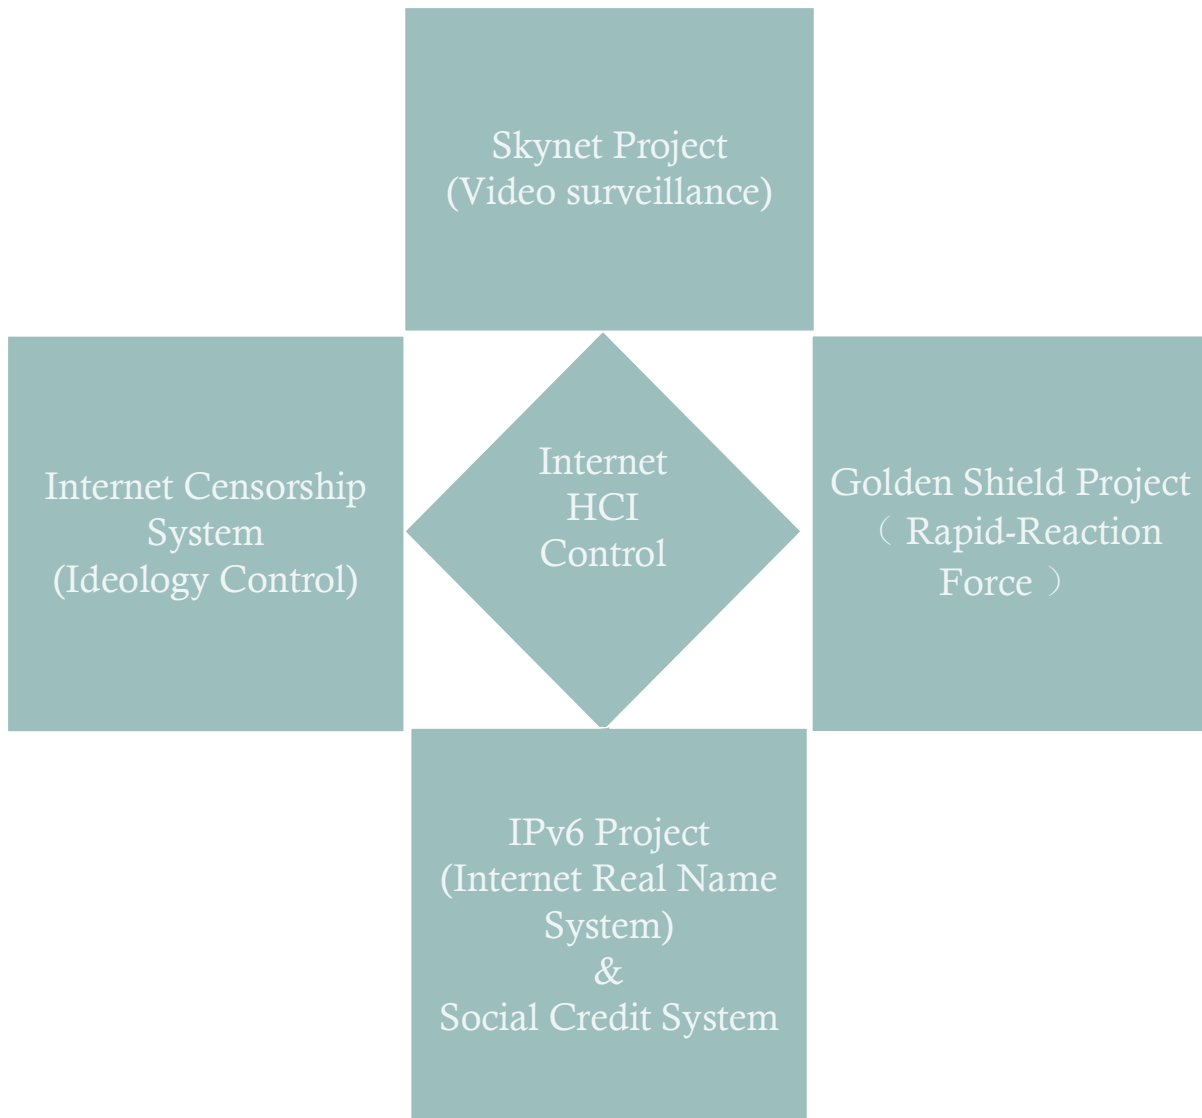 Skynet Project
(Video surveillance)
Internet Censorship
System
(Ideology Control)
Internet
HCI
Control
Golden Shield Project
（ Rapid-Reaction
Force ）
IPv6 Project
(Internet Real Name
System)
&
Social Credit System